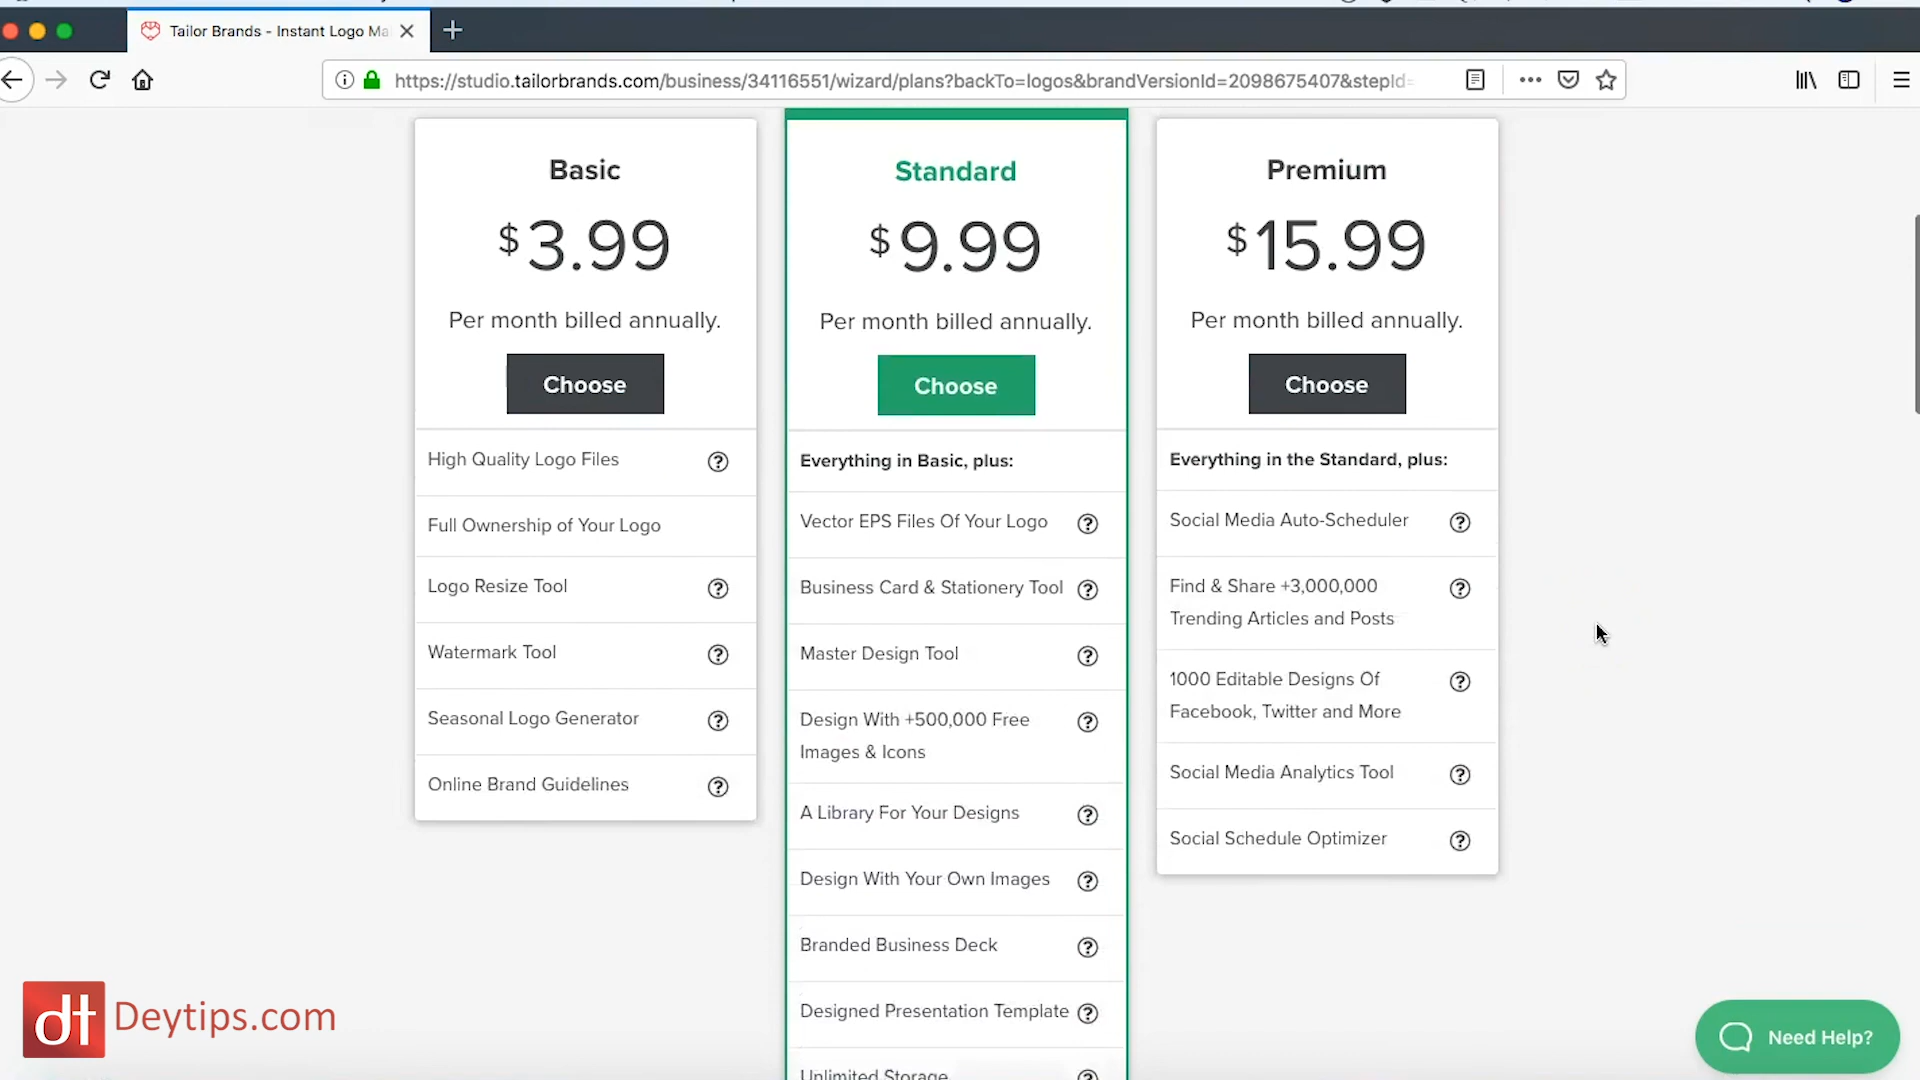 Tailor Brands - Instant Logo Ma
https://studio.tailorbrands.com/business/34116551/wizard/plans?backTo=logos&brandVersionId=2098675407&stepId=
Basic
$3.99
Per month billed annually.
Choose
High Quality Logo Files
Full Ownership of Your Logo
Logo Resize Tool
Watermark Tool
Seasonal Logo Generator
Online Brand Guidelines
Standard
$9.99
Per month billed annually.
Choose
Everything in Basic, plus:
Vector EPS Files Of Your Logo
Business Card & Stationery Tool
Master Design Tool
Design With +500,000 Free
Images & Icons
A Library For Your Designs
Design With Your Own Images
Branded Business Deck
Designed Presentation Template
Unlimited Storage
Premium
$15.99
Per month billed annually.
Choose
Everything in the Standard, plus:
Social Media Auto-Scheduler
Find & Share +3,000,000
Trending Articles and Posts
1000 Editable Designs Of
Facebook, Twitter and More
Social Media Analytics Tool
Social Schedule Optimizer
dt Deytips.com
Need Help?